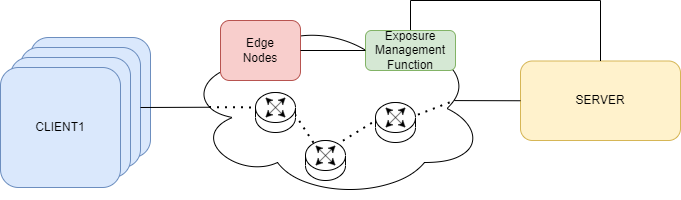 Edge
Nodes
Exposure
Management
Function
CLIENT1
SERVER